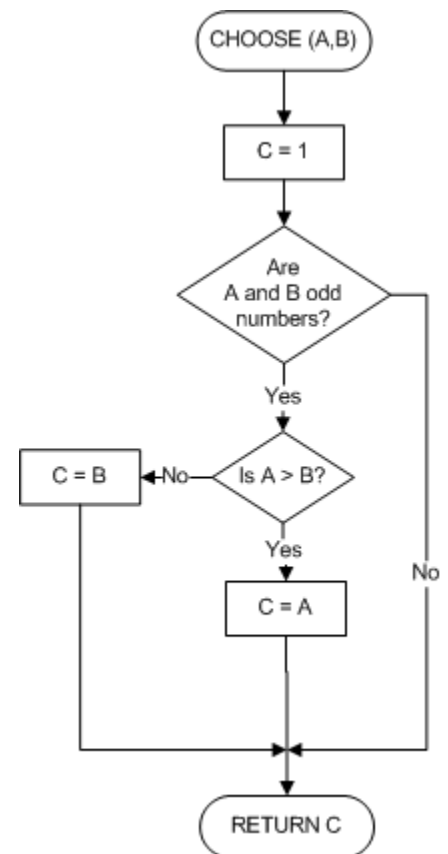 CHOOSE (A,B)
C = 1
Are
A and B odd
numbers?
Yes
C = B
No
Is A > B?
Yes
No
C = A
RETURN C